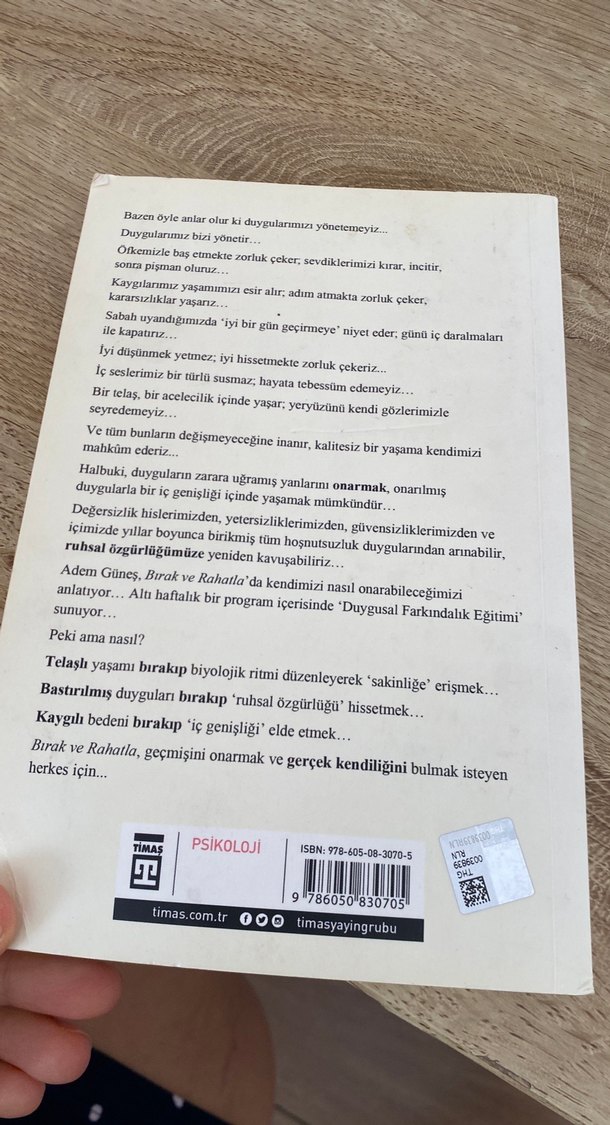 Bazen öyle anlar olur ki duygularımızı yönetemeyiz...
Duygularımız bizi yönetir…
Öfkemizle baş etmekte zorluk çeker; sevdiklerimizi kırar, incitir,
sonra pişman oluruz…
Kaygılarımız yaşamımızı esir alır; adım atmakta zorluk çeker,
kararsızlıklar yaşarız…
Sabah uyandığımızda ‘iyi bir gün geçirmeye’ niyet eder; günü iç daralmaları
ile kapatırız…
İyi düşünmek yetmez; iyi hissetmekte zorluk çekeriz...
İç seslerimiz bir türlü susmaz; hayata tebessüm edemeyiz…
Bir telaş, bir acelecilik içinde yaşar; yeryüzünü kendi gözlerimizle
seyredemeyiz…
Ve tüm bunların değişmeyeceğine inanır, kalitesiz bir yaşama kendimizi
mahkûm ederiz...
Halbuki, duyguların zarara uğramış yanlarını onarmak, onarılmış
duygularla bir iç genişliği içinde yaşamak mümkündür…
Değersizlik hislerimizden, yetersizliklerimizden, güvensizliklerimizden ve
içimizde yıllar boyunca birikmiş tüm hoşnutsuzluk duygularından arınabilir,
ruhsal özgürlüğümüze yeniden kavuşabiliriz…
Adem Güneş, Bırak ve Rahatla’da kendimizi nasıl onarabileceğimizi
anlatıyor… Altı haftalık bir program içerisinde ‘Duygusal Farkındalık Eğitimi’
sunuyor…
Peki ama nasıl?
Telaşlı yaşamı bırakıp biyolojik ritmi düzenleyerek ‘sakinliğe’ erişmek…
Bastırılmış duyguları bırakıp ‘ruhsal özgürlüğü’ hissetmek…
Kaygılı bedeni bırakıp ‘iç genişliği’ elde etmek…
Bırak ve Rahatla, geçmişini onarmak ve gerçek kendiliğini bulmak isteyen
herkes için...
TİMAŞ
PSİKOLOJİ
ISBN: 978-605-08-3070-5
9 786050 830705
timas.com.tr
timasyayingrubu
THG
0039839
RLN
0039839RLN